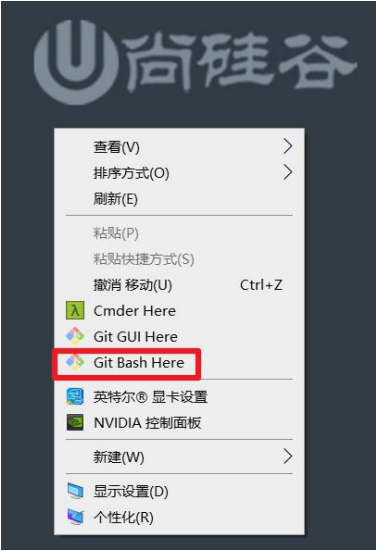 尚硅谷
查看(V)
排序方式(O)
刷新(E)
粘贴(P)
粘贴快捷方式(S)
撤消 移动(U) Ctrl+Z
Cmder Here
Git GUI Here
Git Bash Here
英特尔® 显卡设置
NVIDIA 控制面板
新建(W)
显示设置(D)
个性化(R)